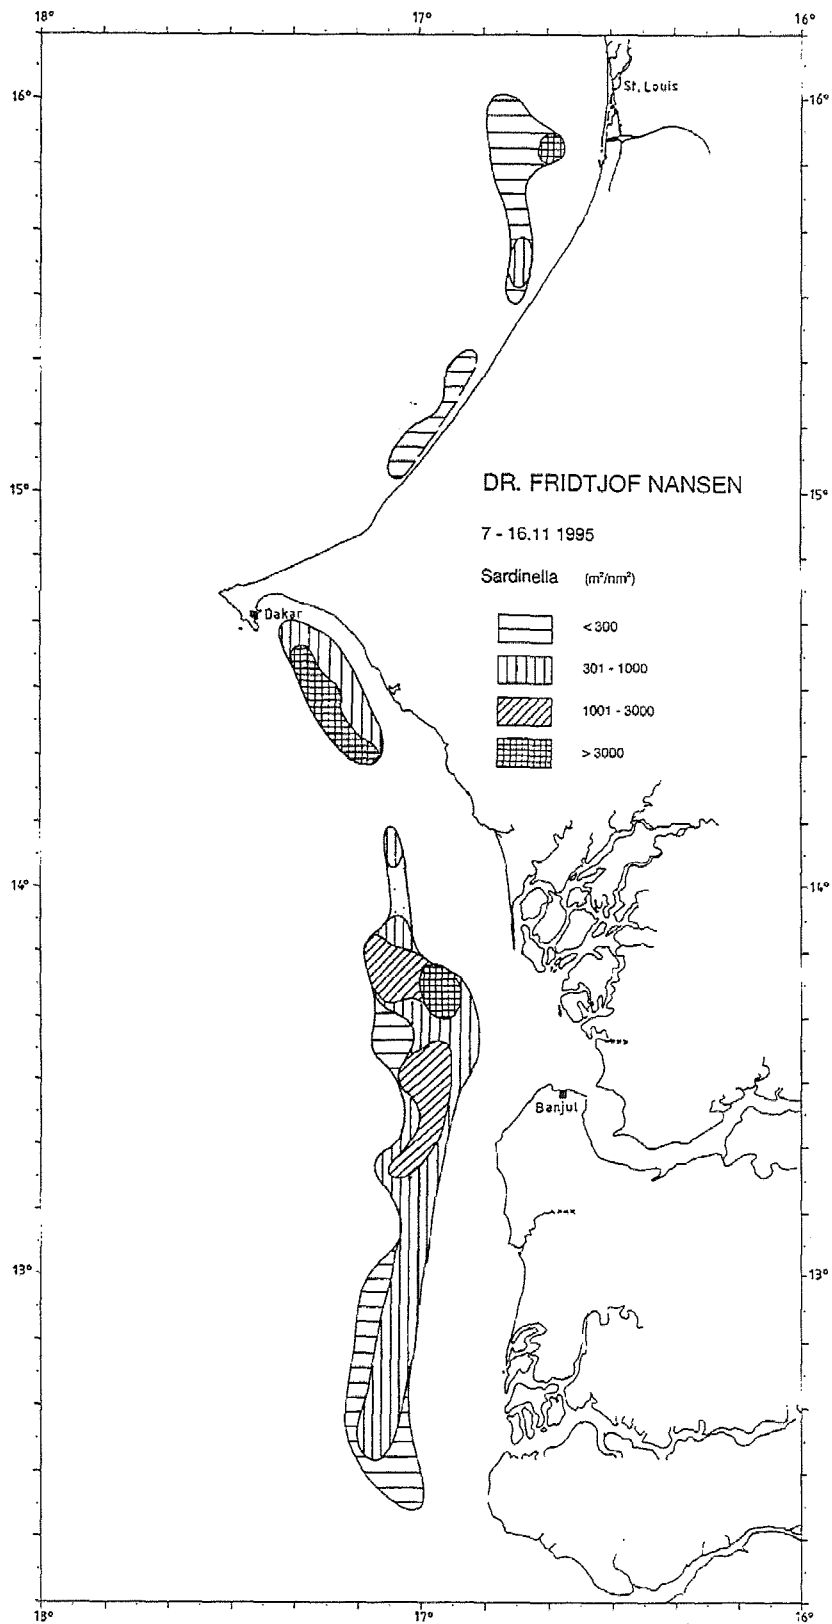 18° 17° 16°
16° 16°
St. Louis
15° 15°
DR. FRIDTJOF NANSEN
7 - 16.11 1995
Sardinella (m²/nm²)
<300
301 - 1000
1001 - 3000
>3000
Dakar
14° 14°
Banjul
13° 13°
18° 17° 16°